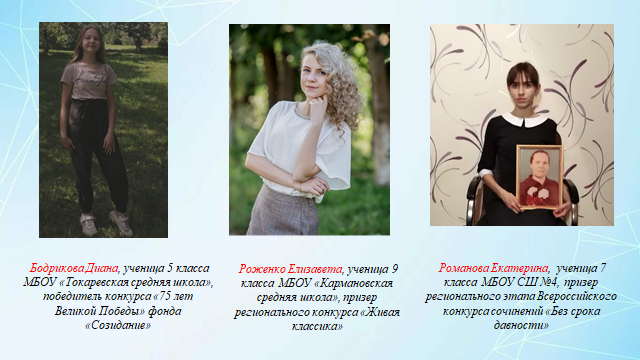 Бодрикова Диана, ученица 5 класса
МБОУ «Токаревская средняя школа»,
победитель конкурса «75 лет
Великой Победы» фонда
«Созидание»
Роженко Елизавета, ученица 9
класса МБОУ «Кармановская
средняя школа», призер
регионального конкурса «Живая
классика»
Романова Екатерина, ученица 7
класса МБОУ СШ №4, призер
регионального этапа Всероссийского
конкурса сочинений «Без срока
давности»